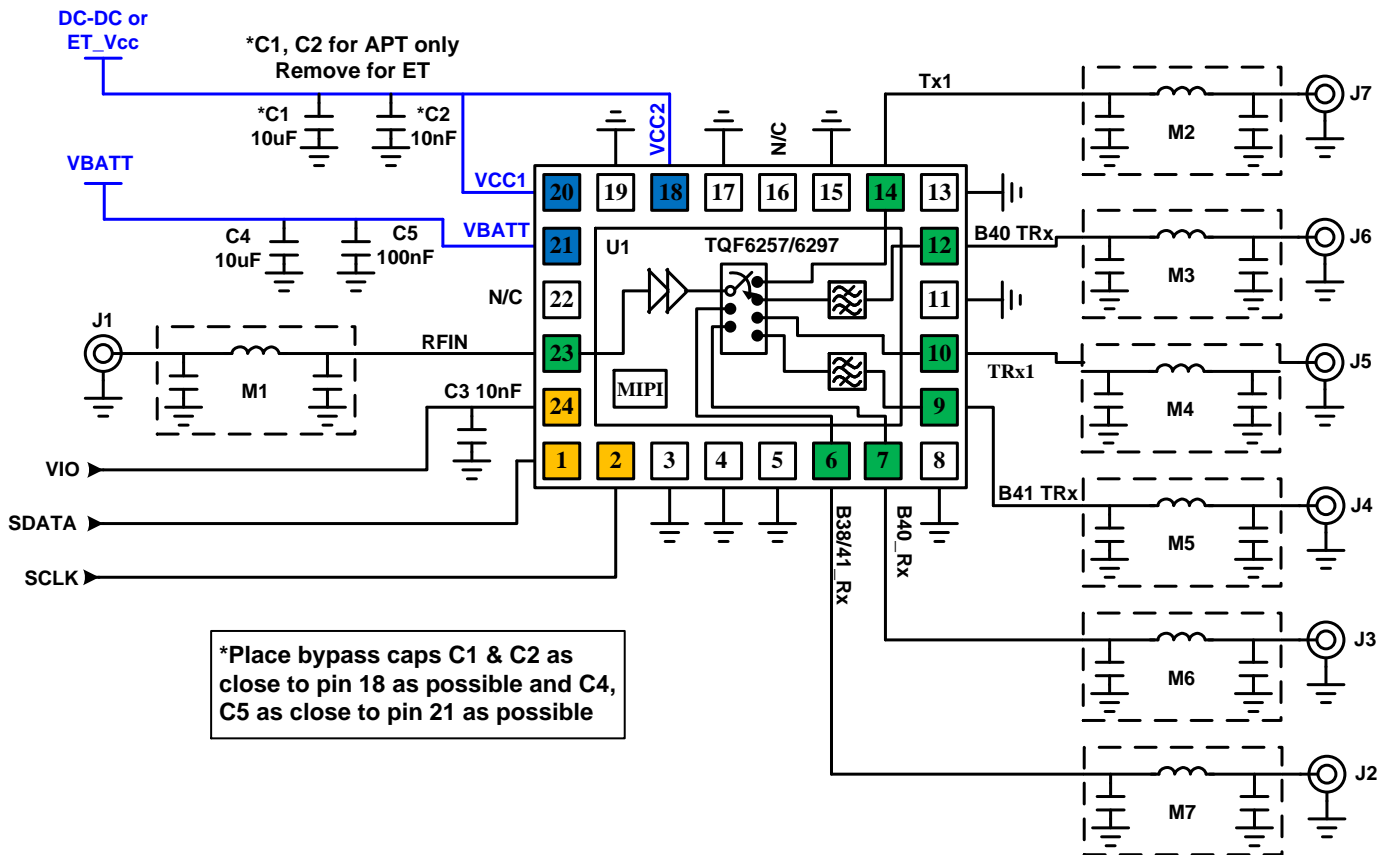 DC-DC or
ET_Vcc
*C1, C2 for APT only
Remove for ET
*C1
10uF
*C2
10nF
VCC2
N/C
Tx1
J7
M2
VBATT
VCC1
20
19
18
17
16
15
14
13
C4
10uF
C5
100nF
VBATT
21
U1
TQF6257/6297
12
B40 TRx
J6
M3
N/C
22
11
J1
M1
RFIN
23
10
TRx1
J5
M4
C3 10nF
24
MIPI
9
VIO
1
2
3
4
5
6
7
8
B41 TRx
J4
M5
SDATA
SCLK
B38/41_Rx
B40_Rx
J3
M6
*Place bypass caps C1 & C2 as
close to pin 18 as possible and C4,
C5 as close to pin 21 as possible
J2
M7